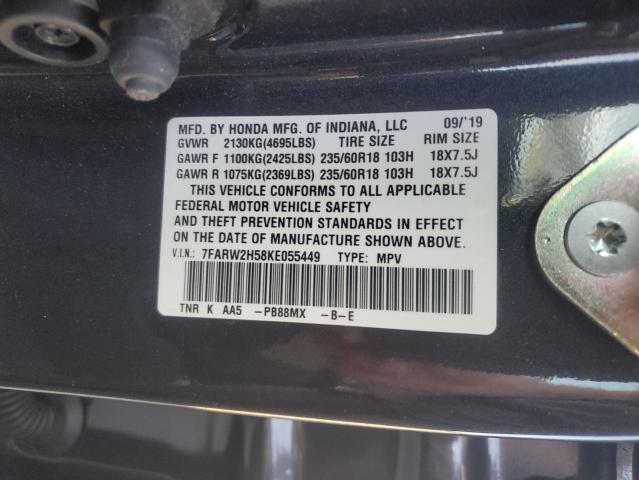 MFD. BY HONDA MFG. OF INDIANA, LLC 09/'19
GVWR 2130KG(4695LBS) TIRE SIZE RIM SIZE
GAWR F 1100KG(2425LBS) 235/60R18 103H 18X7.5J
GAWR R 1075KG(2369LBS) 235/60R18 103H 18X7.5J
THIS VEHICLE CONFORMS TO ALL APPLICABLE
FEDERAL MOTOR VEHICLE SAFETY
AND THEFT PREVENTION STANDARDS IN EFFECT
ON THE DATE OF MANUFACTURE SHOWN ABOVE.
V.I.N.: 7FARW2H58KE055449 TYPE: MPV
TNR K AA5 -PB88MX -B-E